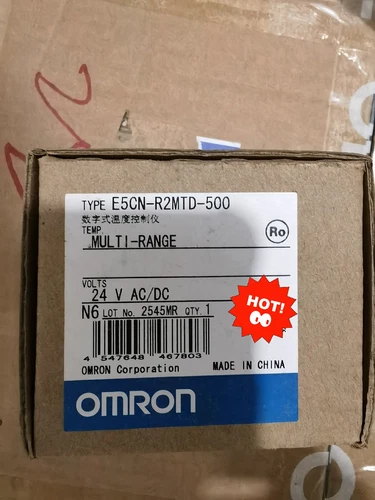 TYPE E5CN-R2MTD-500
数字式温度控制仪
TEMP.
MULTI-RANGE
Ro
VOLTS
24 V AC/DC
HOT!
N6 LOT No. 2545MR QTY. 1
4 547648 467803
OMRON Corporation MADE IN CHINA
OMRON